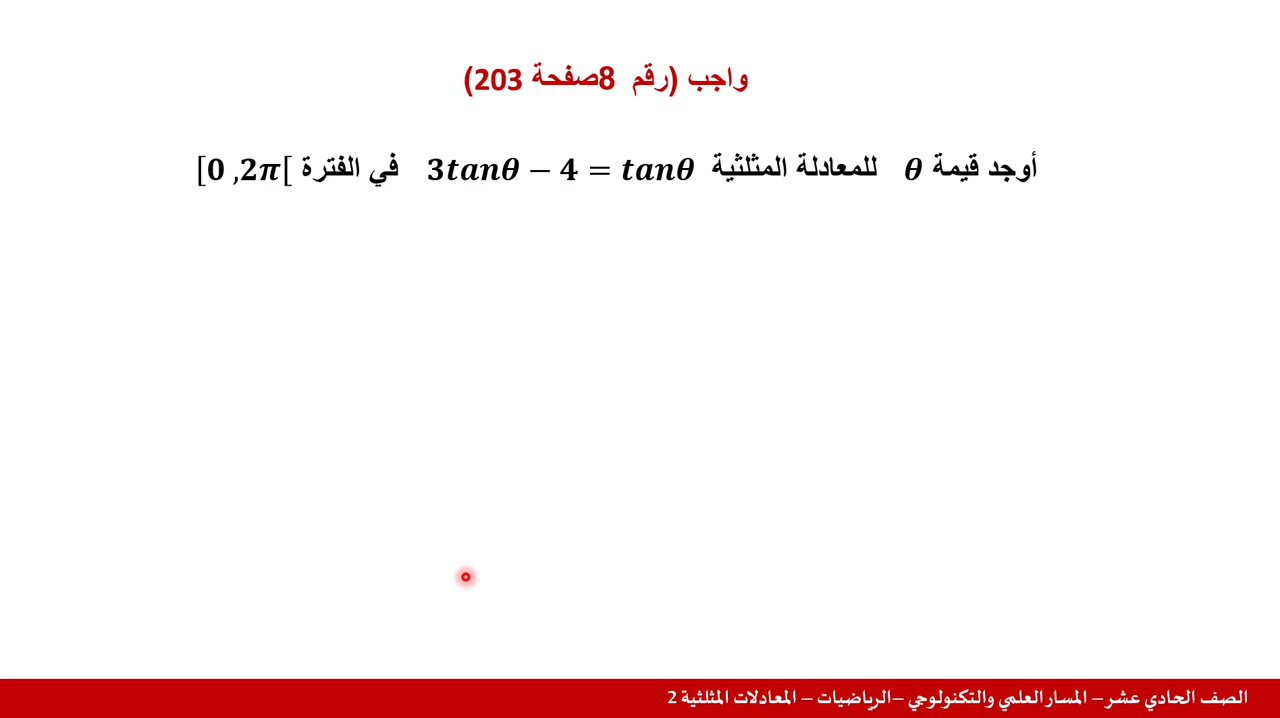 واجب (رقم 8صفحة 203)
أوجد قيمة θ للمعادلة المثلثية 3tanθ − 4 = tanθ في الفترة [0 ,2π[
الصف الحادي عشر – المسار العلمي والتكنولوجي –الرياضيات – المعادلات المثلثية 2